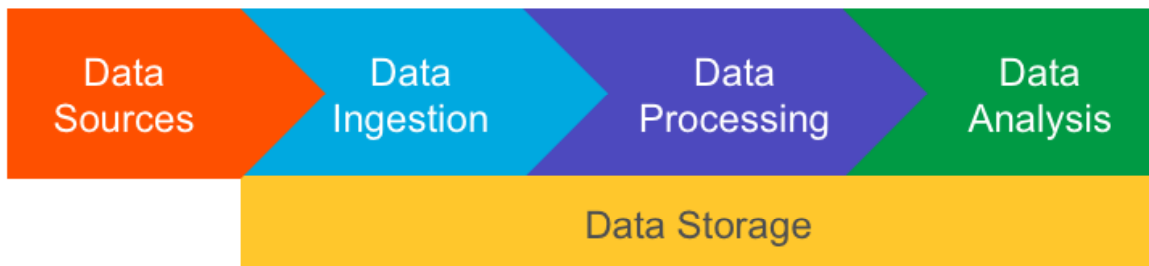 Data
Sources
Data
Ingestion
Data
Processing
Data
Analysis
Data Storage